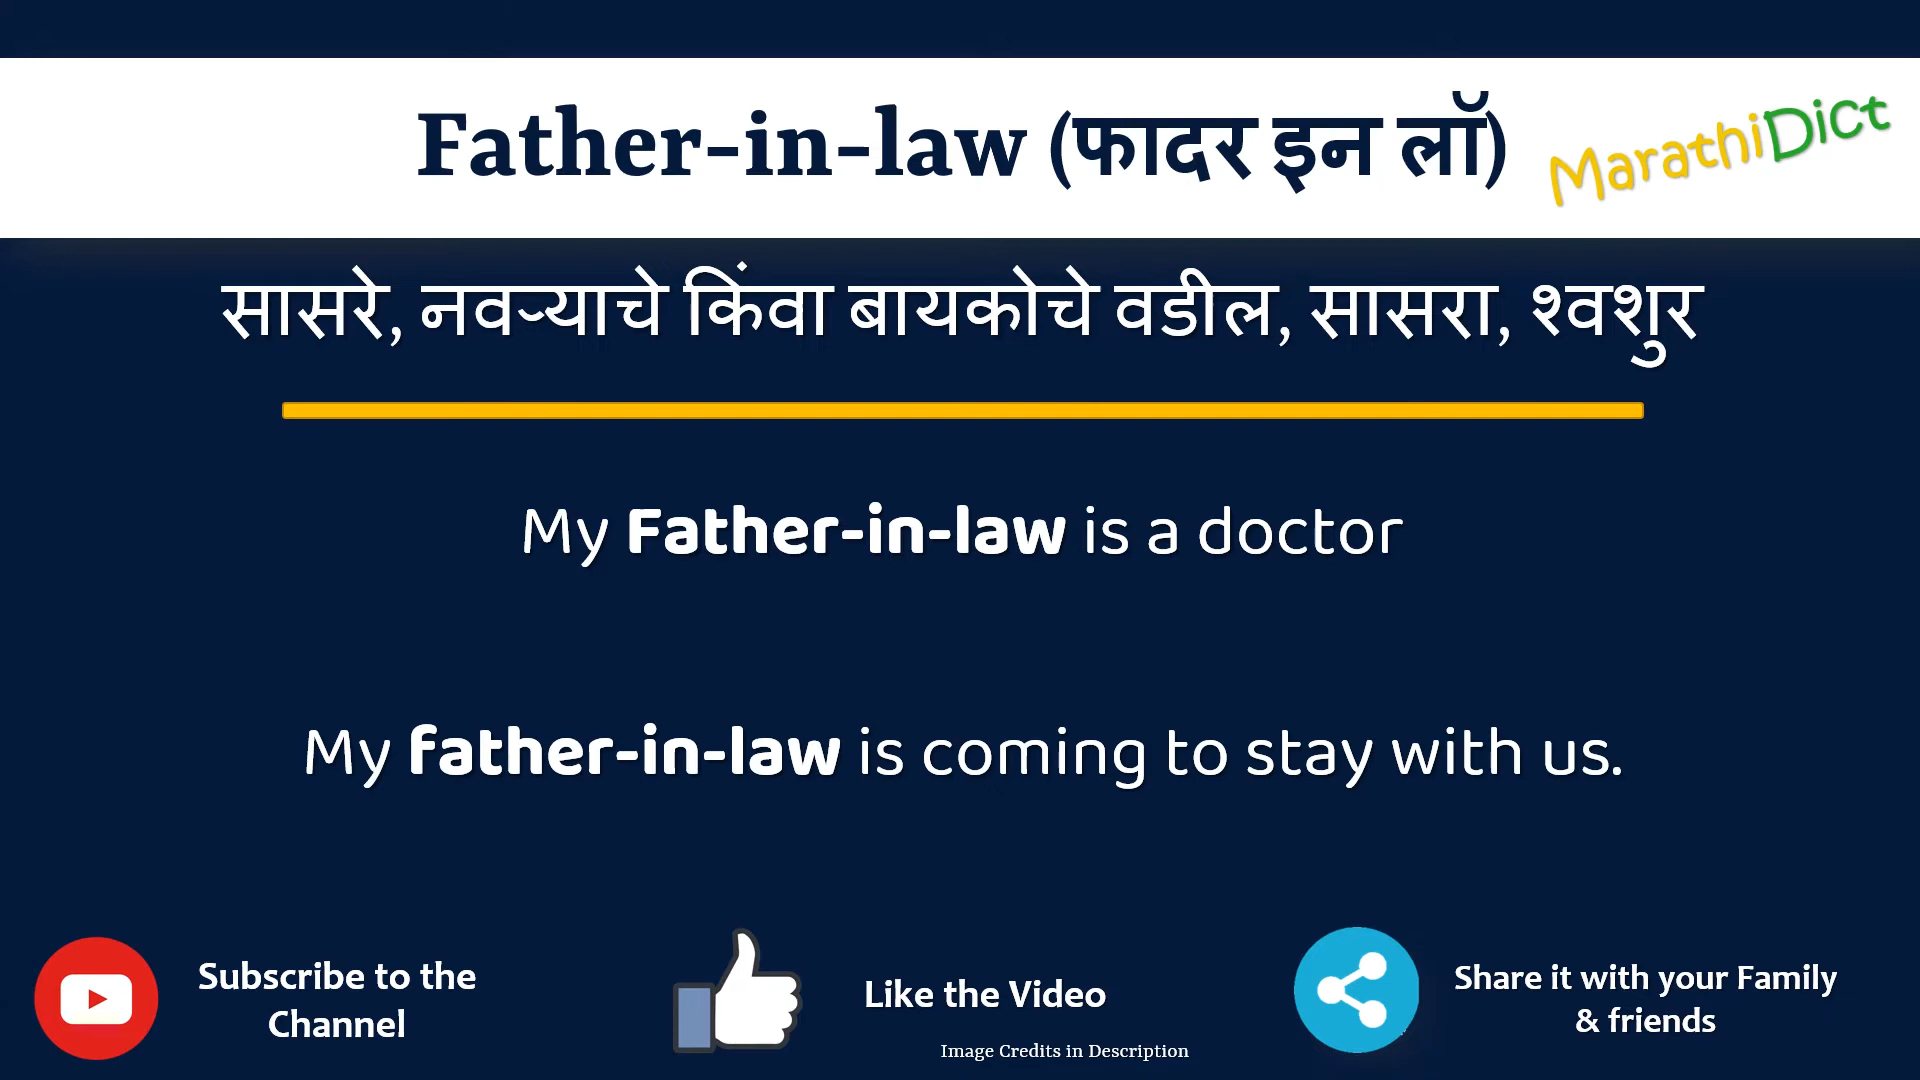 Father-in-law (फादर इन लॉ)
MarathiDict
सासरे, नवऱ्याचे किंवा बायकोचे वडील, सासरा, श्वशुर
My Father-in-law is a doctor
My father-in-law is coming to stay with us.
Subscribe to the
Channel
Like the Video
Share it with your Family
& friends
Image Credits in Description